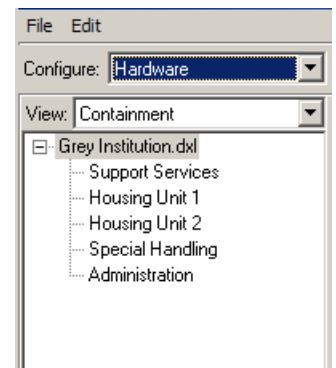 File Edit
Configure: Hardware
View: Containment
Grey Institution.dxl
Support Services
Housing Unit 1
Housing Unit 2
Special Handling
Administration